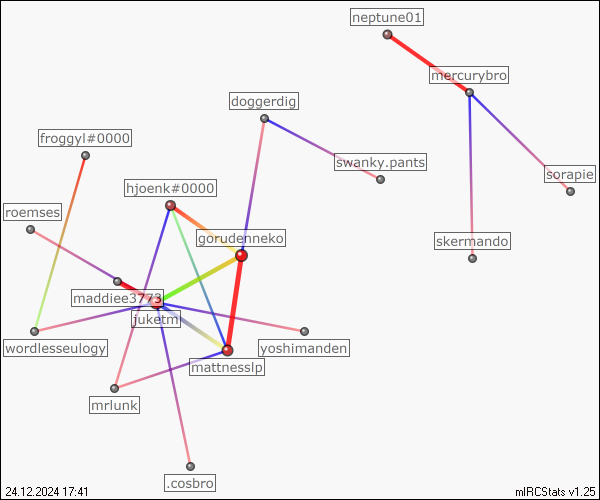 neptune01
mercurybro
doggerdig
froggyl#0000
swanky.pants
sorapie
hjoenk#0000
roemses
gorudenneko
skermando
maddiee3773
juketm
wordlesseulogy
yoshimanden
mattnesslp
mrlunk
.cosbro
24.12.2024 17:41
mIRCStats v1.25